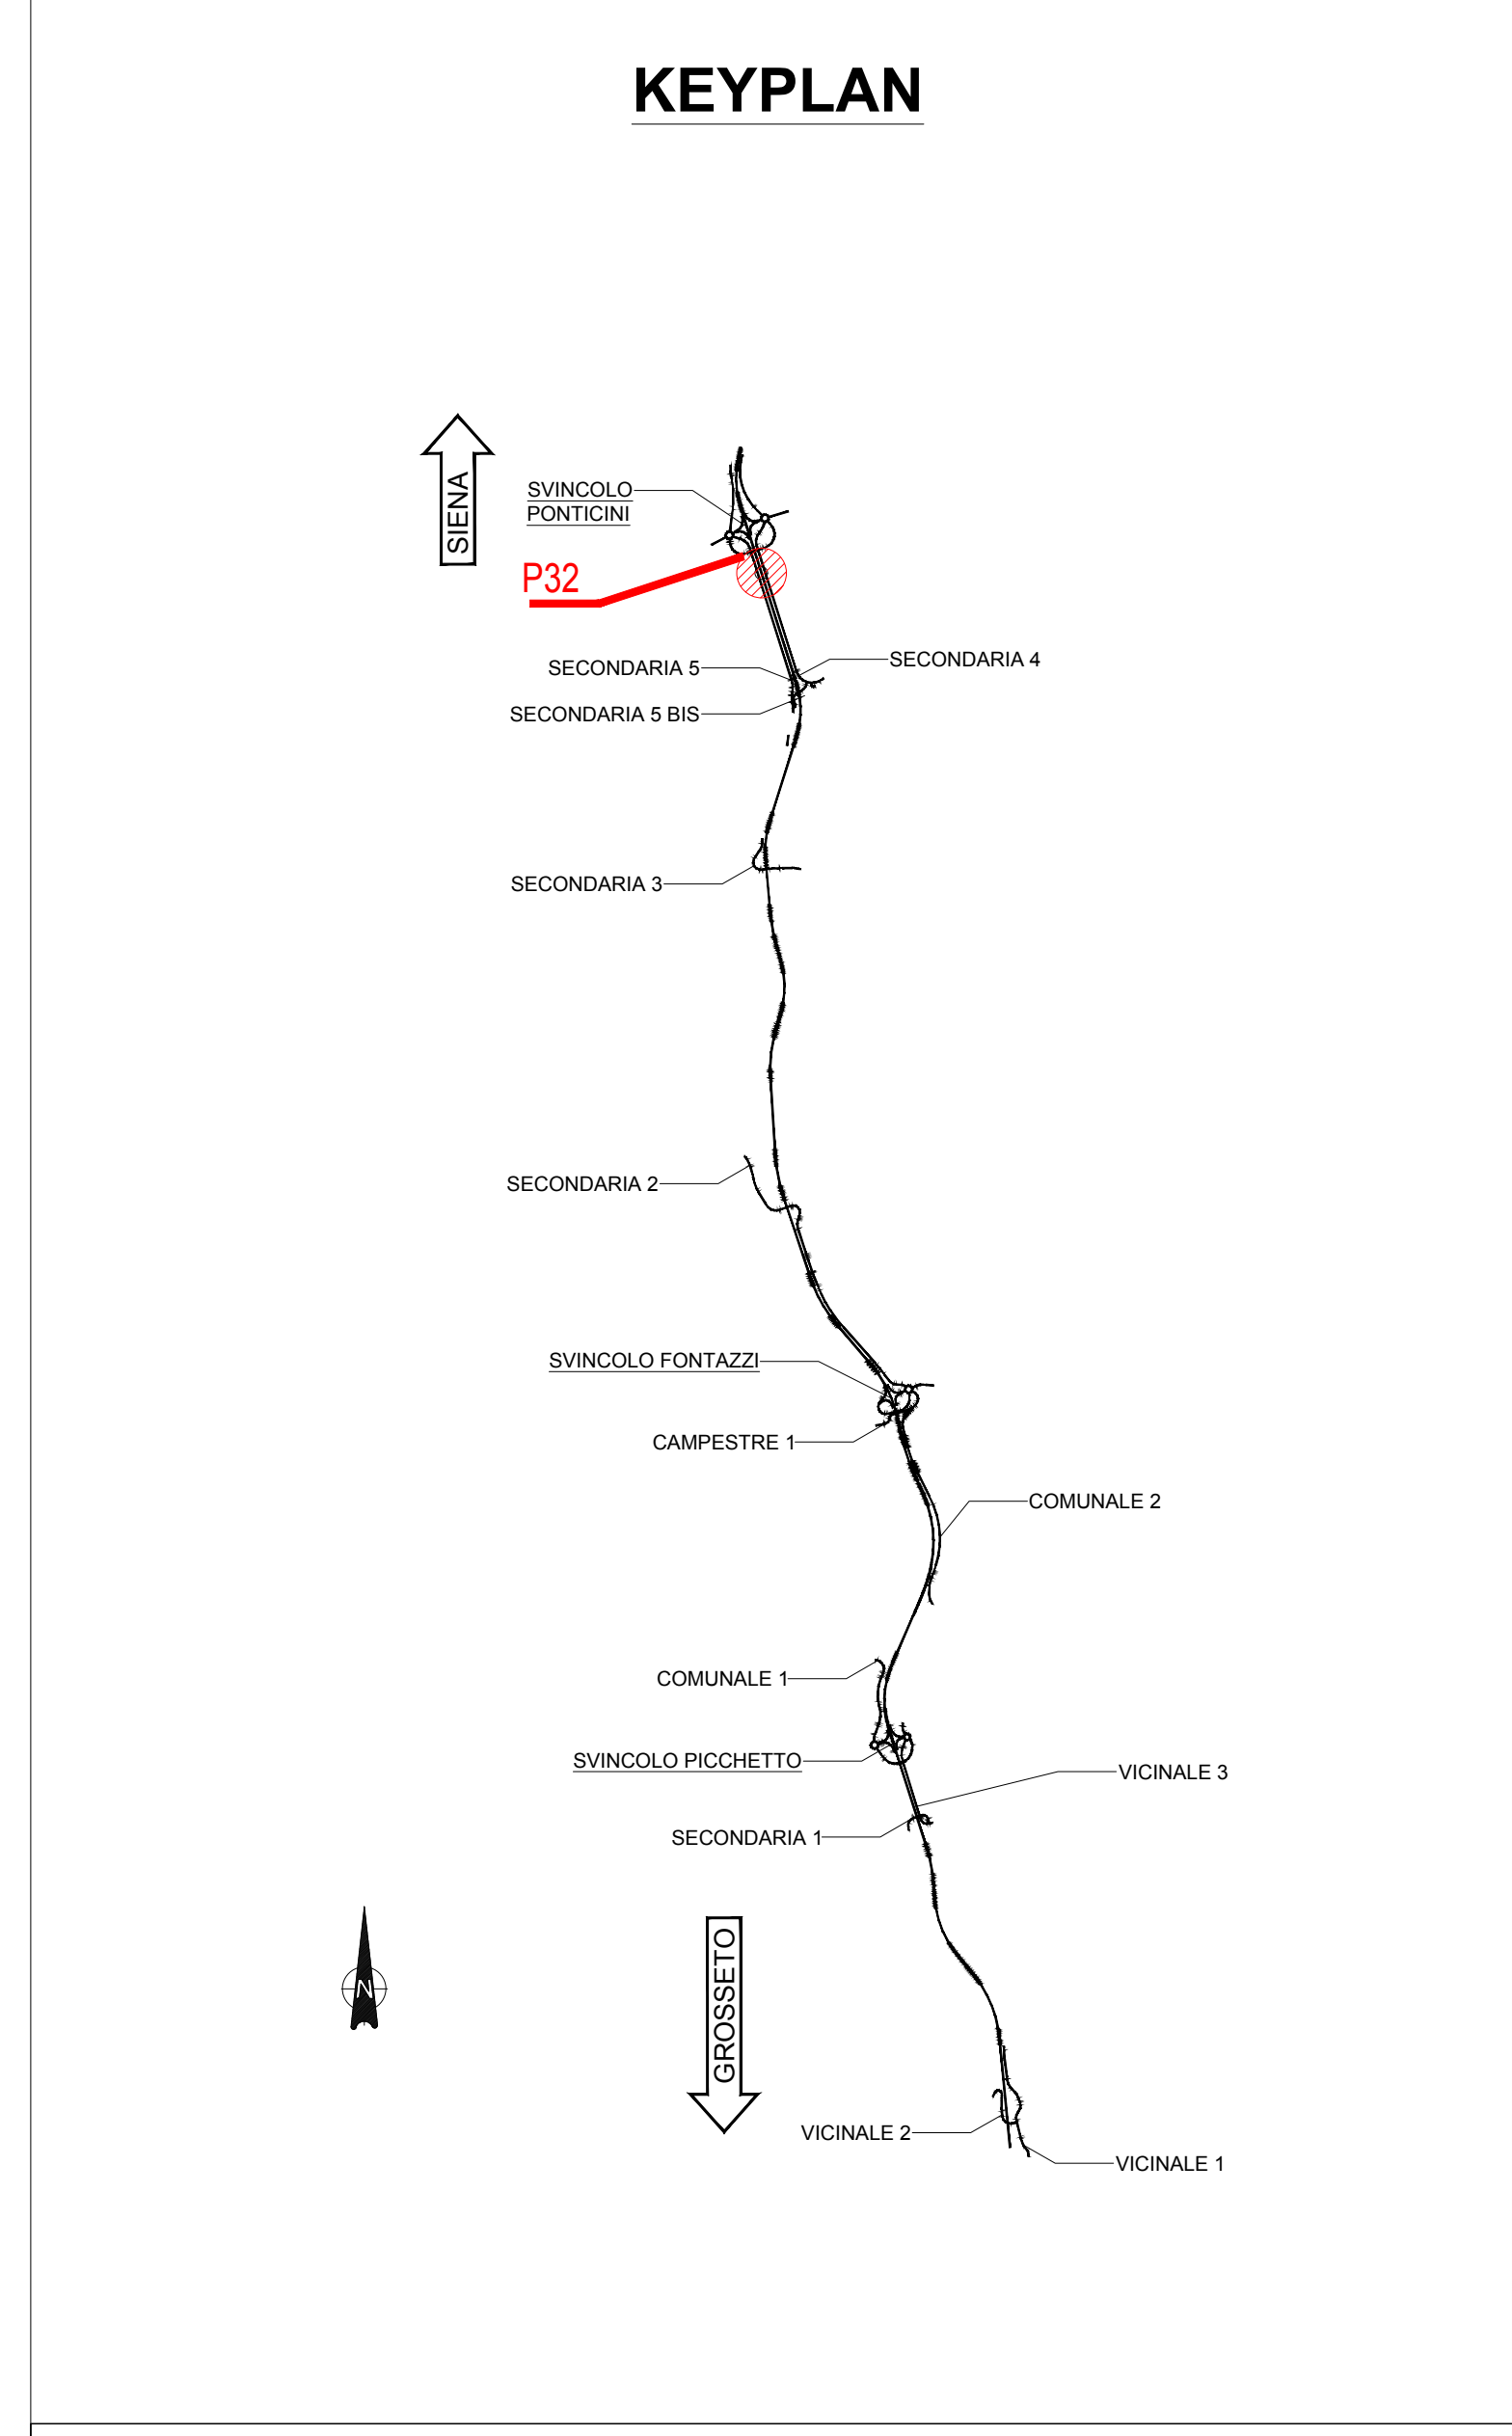 KEYPLAN
SIENA
SVINCOLO
PONTICINI
P32
SECONDARIA 4
SECONDARIA 5
SECONDARIA 5 BIS
SECONDARIA 3
SECONDARIA 2
SVINCOLO FONTAZZI
CAMPESTRE 1
COMUNALE 2
COMUNALE 1
SVINCOLO PICCHETTO
VICINALE 3
SECONDARIA 1
N
GROSSETO
VICINALE 2
VICINALE 1